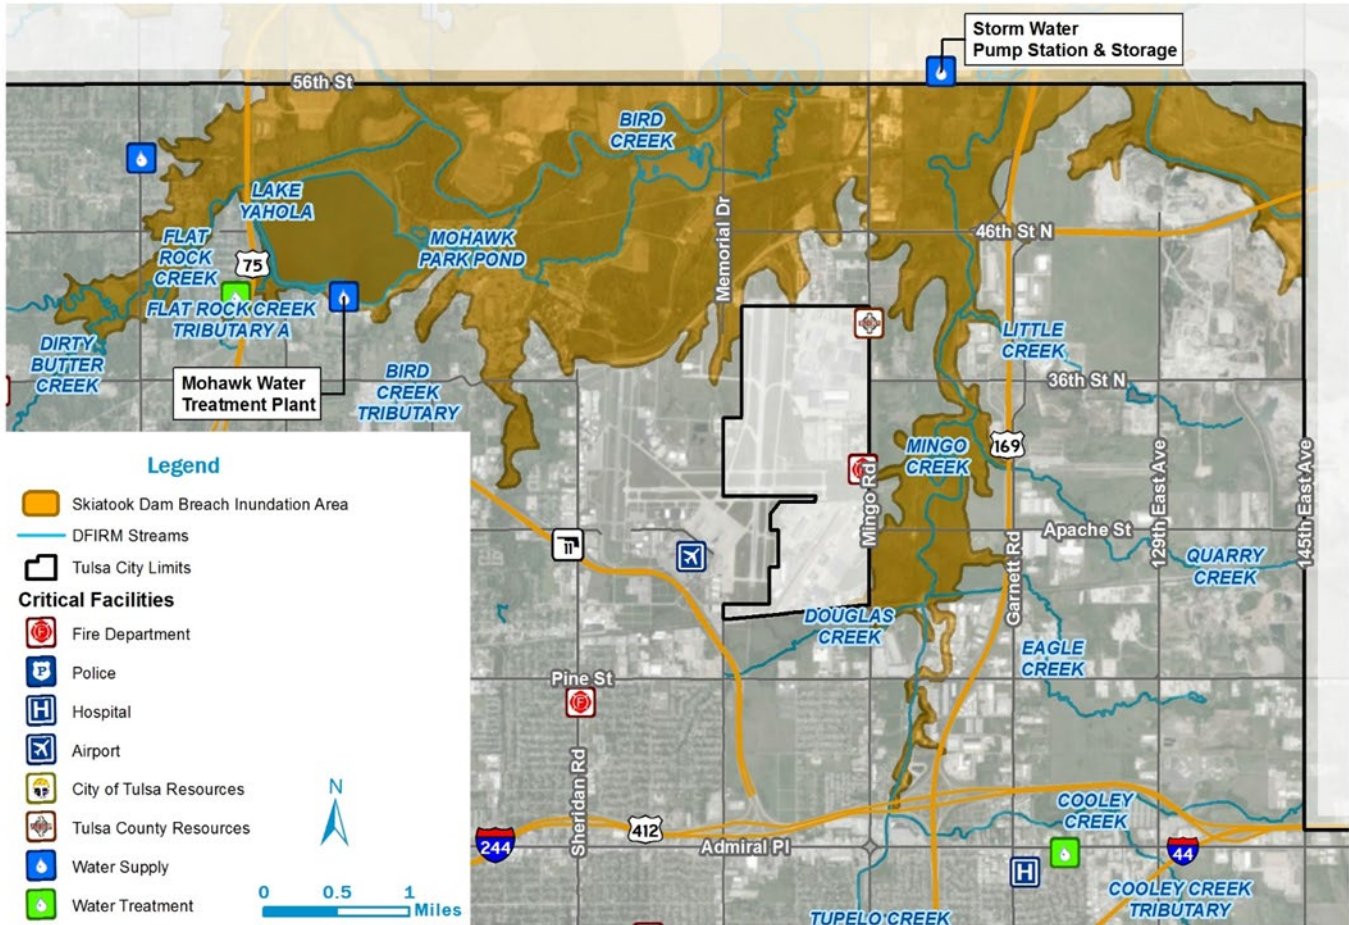 Storm Water
Pump Station & Storage
56th St
BIRD
CREEK
LAKE
YAHOLA
FLAT
ROCK
CREEK
MOHAWK
PARK POND
Memorial Dr
46th St N
75
FLAT ROCK CREEK
TRIBUTARY A
DIRTY
BUTTER
CREEK
LITTLE
CREEK
Mohawk Water
Treatment Plant
BIRD
CREEK
TRIBUTARY
36th St N
MINGO
CREEK
169
Mingo Rd
129th East Ave
145th East Ave
Apache St
11
QUARRY
CREEK
Garnett Rd
DOUGLAS
CREEK
EAGLE
CREEK
Pine St
F
Sheridan Rd
COOLEY
CREEK
412
244
Admiral Pl
44
H
COOLEY CREEK
TRIBUTARY
TUPELO CREEK
Legend
Skiatook Dam Breach Inundation Area
DFIRM Streams
Tulsa City Limits
Critical Facilities
F Fire Department
P Police
H Hospital
Airport
City of Tulsa Resources
Tulsa County Resources
Water Supply
Water Treatment
N
0 0.5 1
Miles